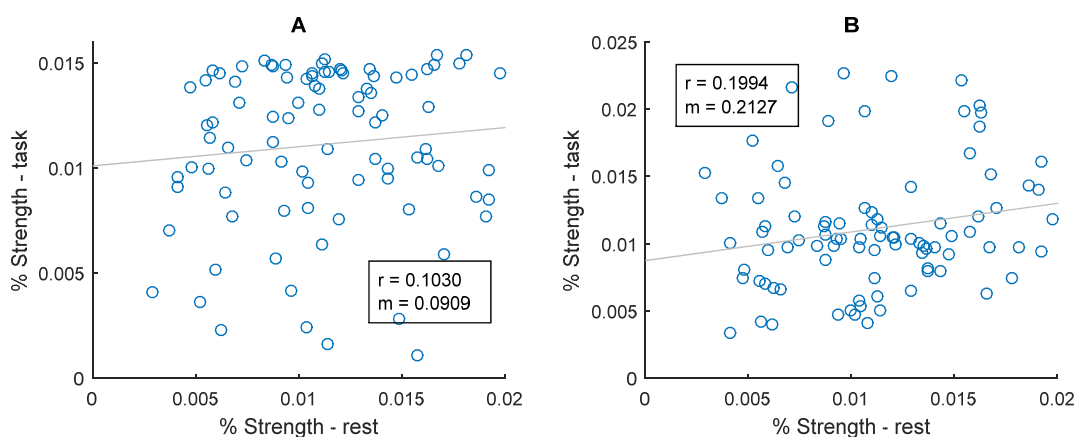 A
0.015
0.01
0.005
0
0
0.005
0.01
0.015
0.02
% Strength - task
% Strength - rest
r = 0.1030
m = 0.0909
B
0.025
0.02
0.015
0.01
0.005
0
0
0.005
0.01
0.015
0.02
% Strength - task
% Strength - rest
r = 0.1994
m = 0.2127